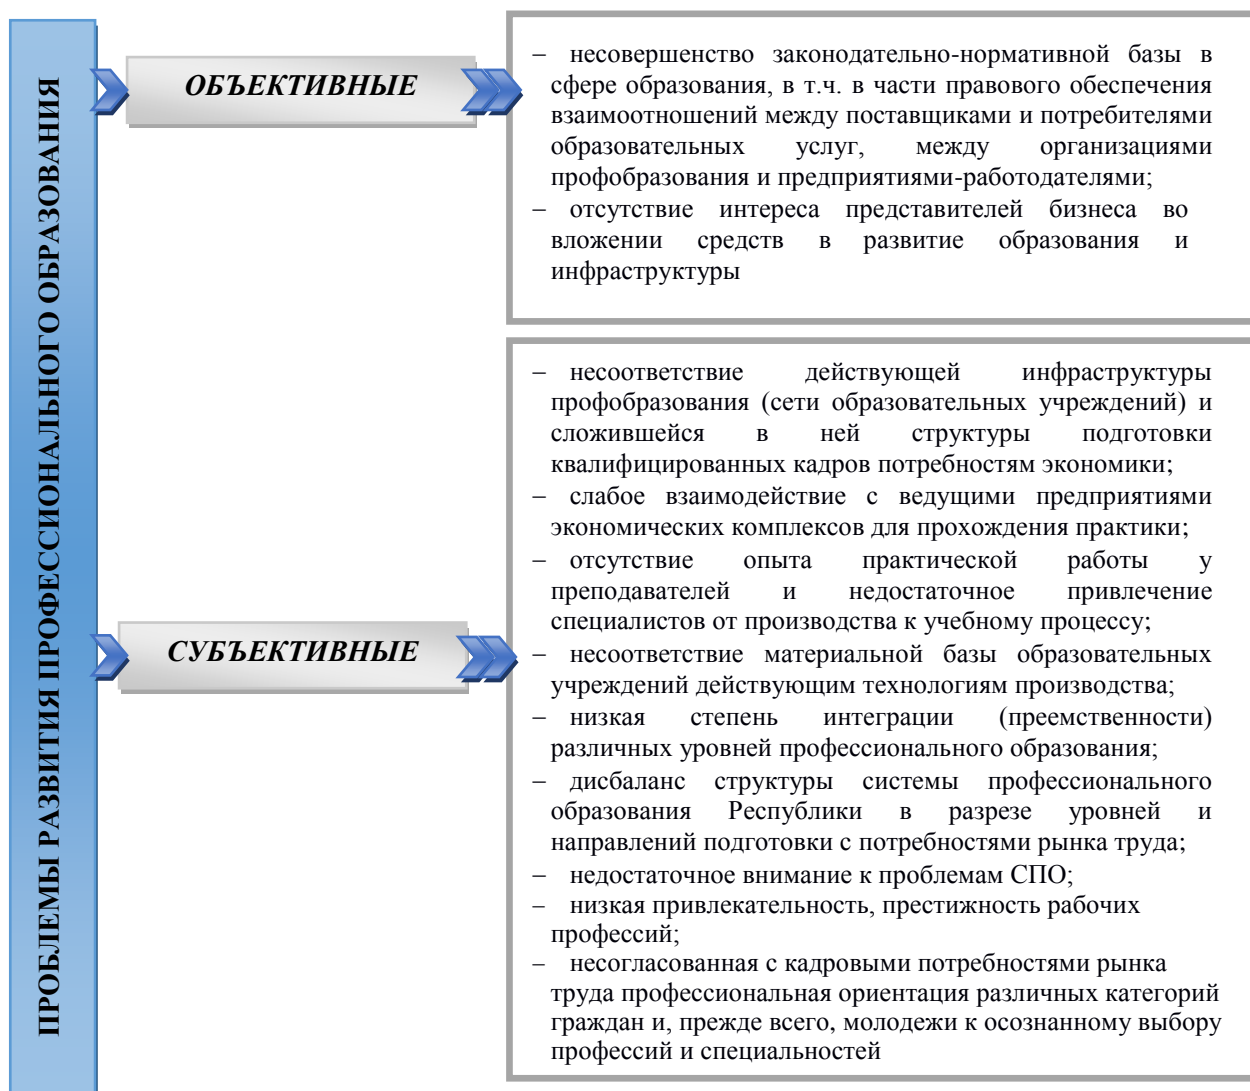 ПРОБЛЕМЫ РАЗВИТИЯ ПРОФЕССИОНАЛЬНОГО ОБРАЗОВАНИЯ
ОБЪЕКТИВНЫЕ
– несовершенство законодательно-нормативной базы в
сфере образования, в т.ч. в части правового обеспечения
взаимоотношений между поставщиками и потребителями
образовательных услуг, между организациями
профобразования и предприятиями-работодателями;
– отсутствие интереса представителей бизнеса во
вложении средств в развитие образования и
инфраструктуры
СУБЪЕКТИВНЫЕ
– несоответствие действующей инфраструктуры
профобразования (сети образовательных учреждений) и
сложившейся в ней структуры подготовки
квалифицированных кадров потребностям экономики;
– слабое взаимодействие с ведущими предприятиями
экономических комплексов для прохождения практики;
– отсутствие опыта практической работы у
преподавателей и недостаточное привлечение
специалистов от производства к учебному процессу;
– несоответствие материальной базы образовательных
учреждений действующим технологиям производства;
– низкая степень интеграции (преемственности)
различных уровней профессионального образования;
– дисбаланс структуры системы профессионального
образования Республики в разрезе уровней и
направлений подготовки с потребностями рынка труда;
– недостаточное внимание к проблемам СПО;
– низкая привлекательность, престижность рабочих
профессий;
– несогласованная с кадровыми потребностями рынка
труда профессиональная ориентация различных категорий
граждан и, прежде всего, молодежи к осознанному выбору
профессий и специальностей